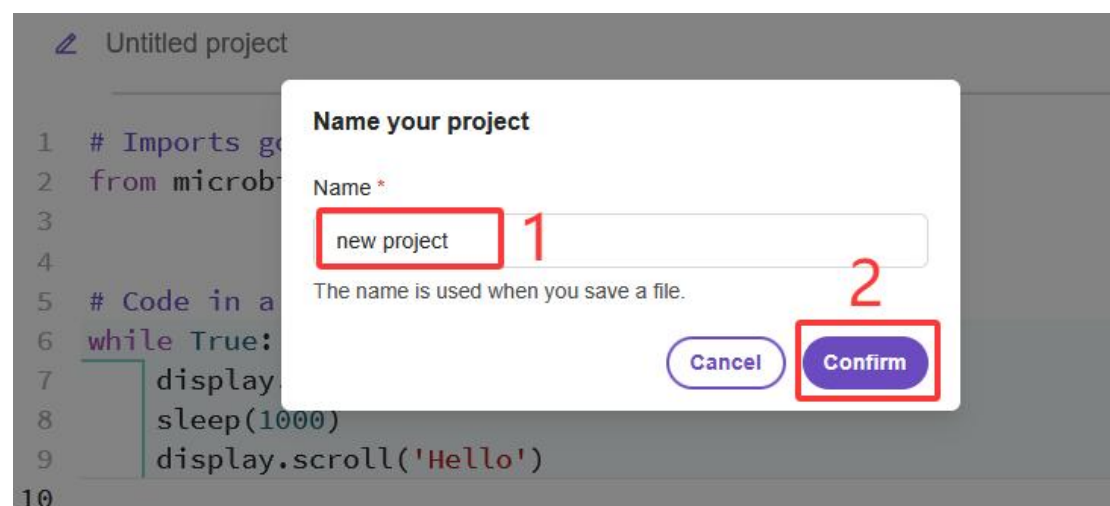 Untitled project
Name your project
1 # Imports go
2 from microb
Name *
3
new project 1
4
The name is used when you save a file. 2
5 # Code in a
6 while True:
Cancel Confirm
7 display.
8 sleep(1000)
9 display.scroll('Hello')
10